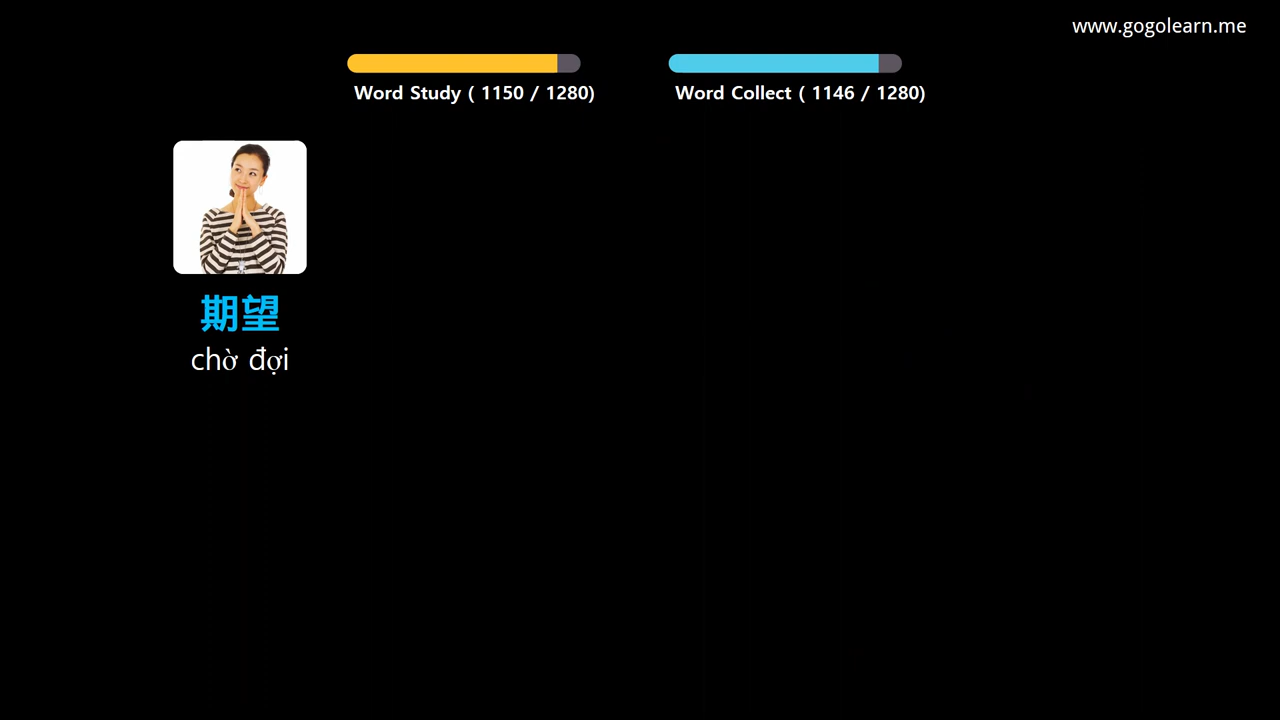 www.gogolearn.me
Word Study ( 1150 / 1280)
Word Collect ( 1146 / 1280)
期望
chờ đợi